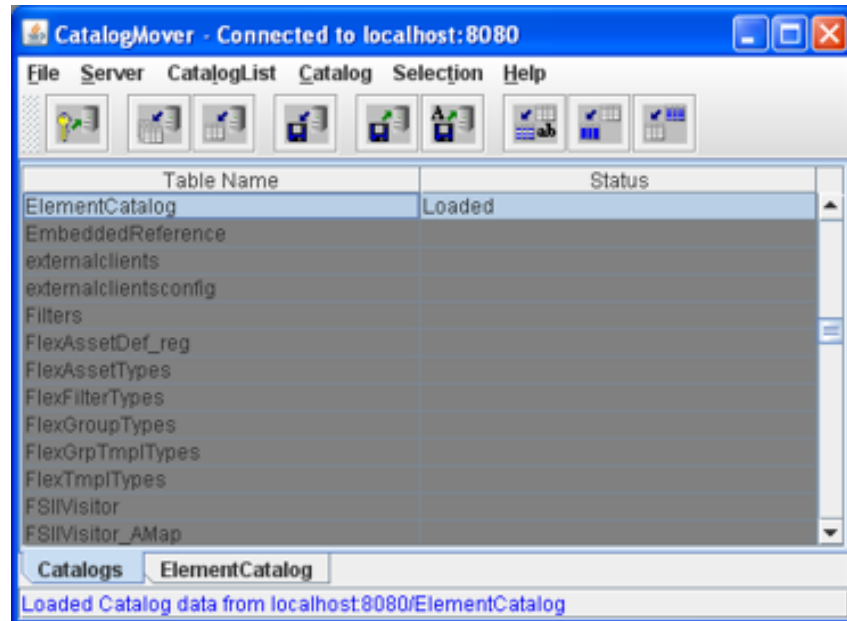 CatalogMover - Connected to localhost:8080
File Server CatalogList Catalog Selection Help
A ab
Table Name Status
ElementCatalog Loaded
EmbeddedReference
externalclients
externalclientsconfig
Filters
FlexAssetDef_reg
FlexAssetTypes
FlexFilterTypes
FlexGroupTypes
FlexGrpTmplTypes
FlexTmplTypes
FSIIVisitor
FSIIVisitor_AMap
Catalogs ElementCatalog
Loaded Catalog data from localhost:8080/ElementCatalog